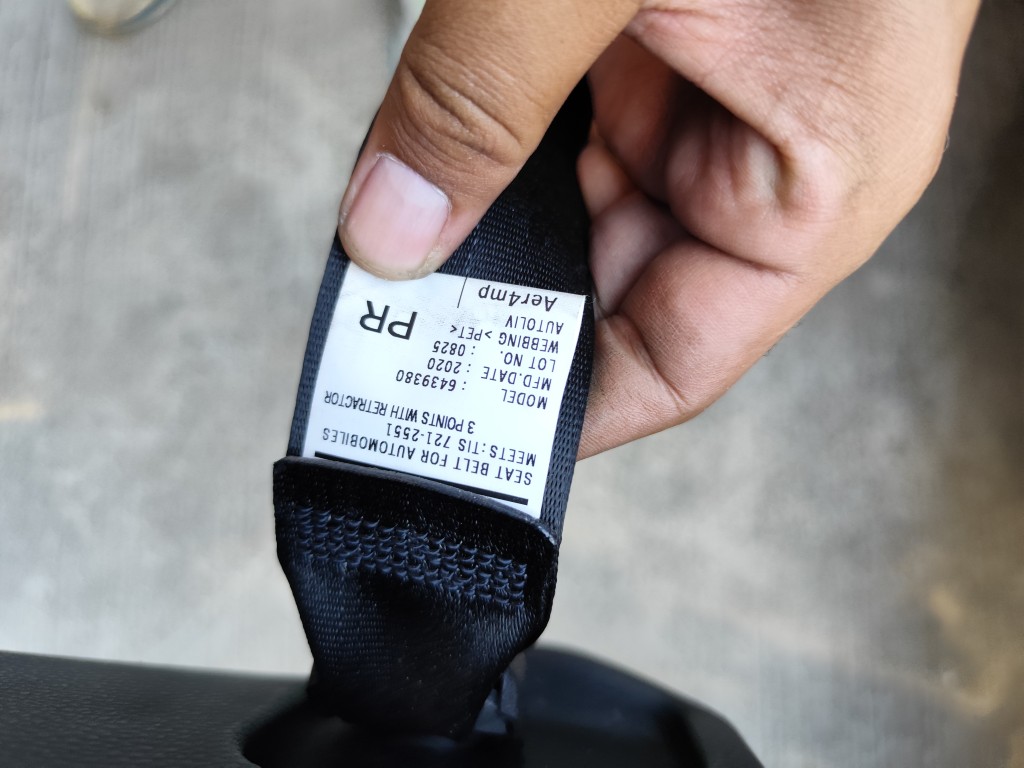 SEAT BELT FOR AUTOMOBILES
MEETS : TIS 721-2551
3 POINTS WITH RETRACTOR
MODEL : 6439380
MFD.DATE : 2020
LOT NO. : 0825
WEBBING >PET<
AUTOLIV
Aer4mp
PR